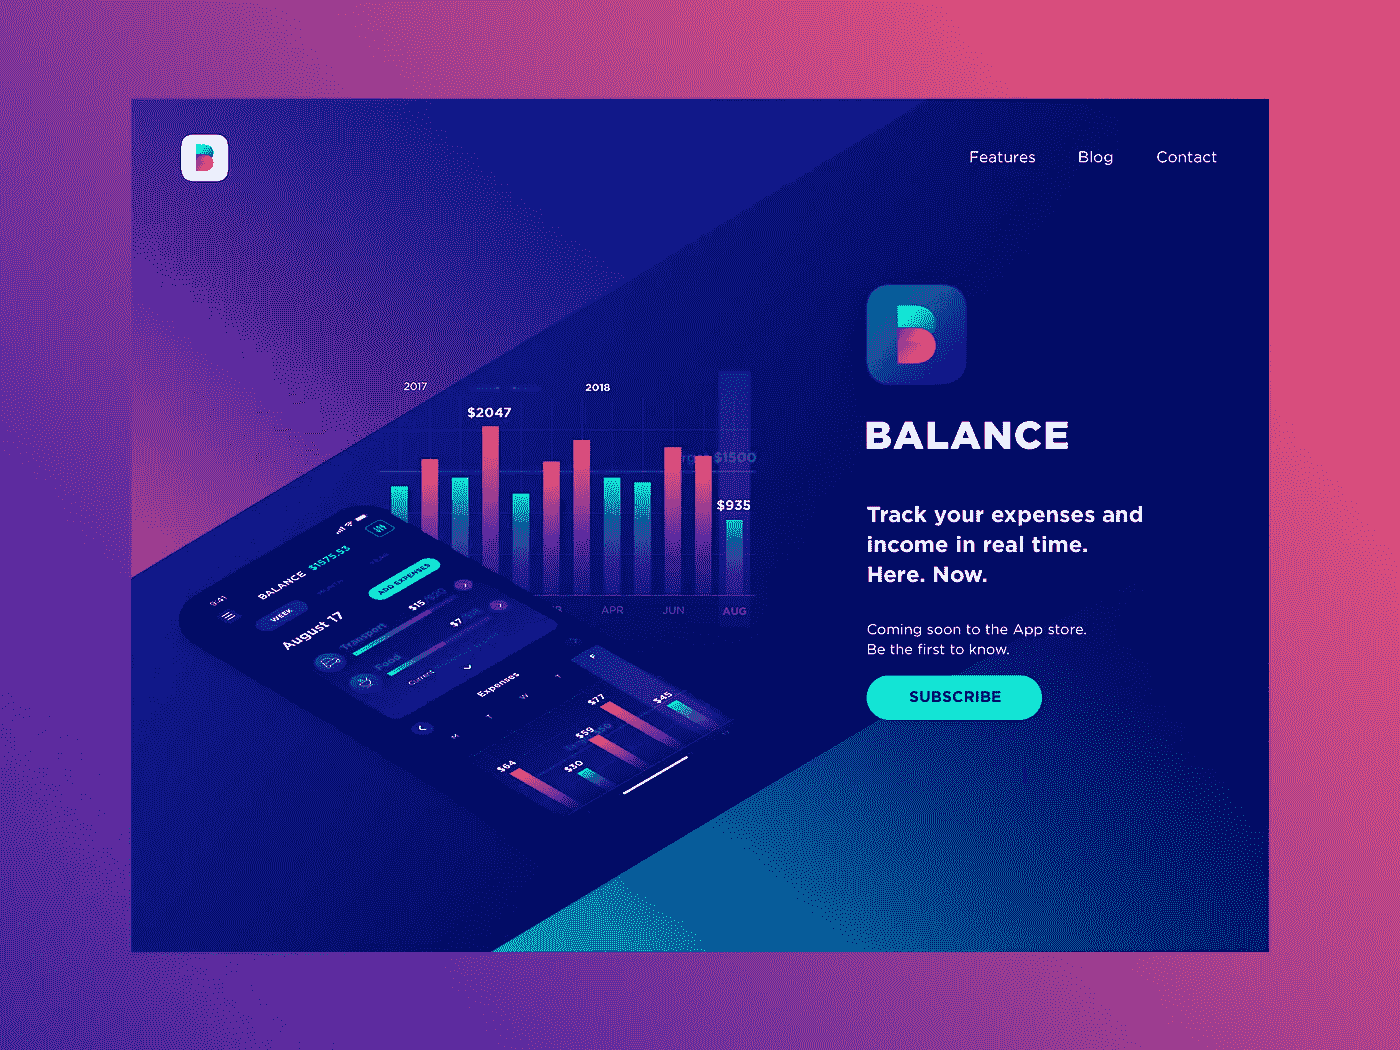 B
Features Blog Contact
B
BALANCE
Track your expenses and
income in real time.
Here. Now.
Coming soon to the App store.
Be the first to know.
SUBSCRIBE
2017 2018
$2047
$1500
$935
APR JUN AUG
9:41
BALANCE $1575.53
WEEK
ADD EXPENSES
August 17
Transport $15
Food $7
Current
Expenses
M T W T F
$64 $30 $59 $77 $45